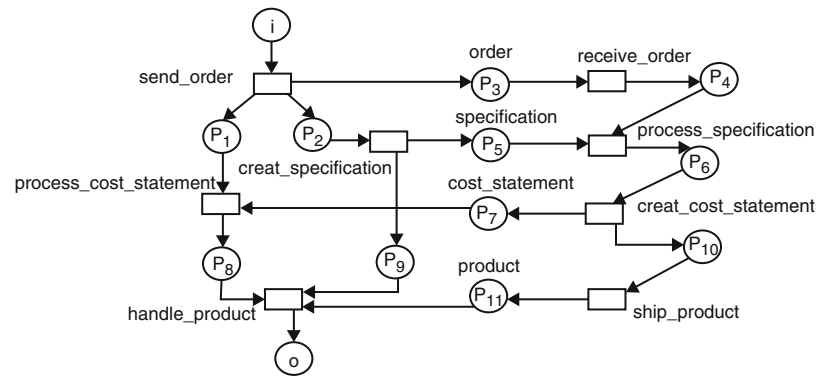 i
order
receive_order
send_order
P3
P4
P1
P2
specification
process_specification
P5
creat_specification
P6
process_cost_statement
cost_statement
creat_cost_statement
P7
P10
P8
P9
product
P11
handle_product
ship_product
o